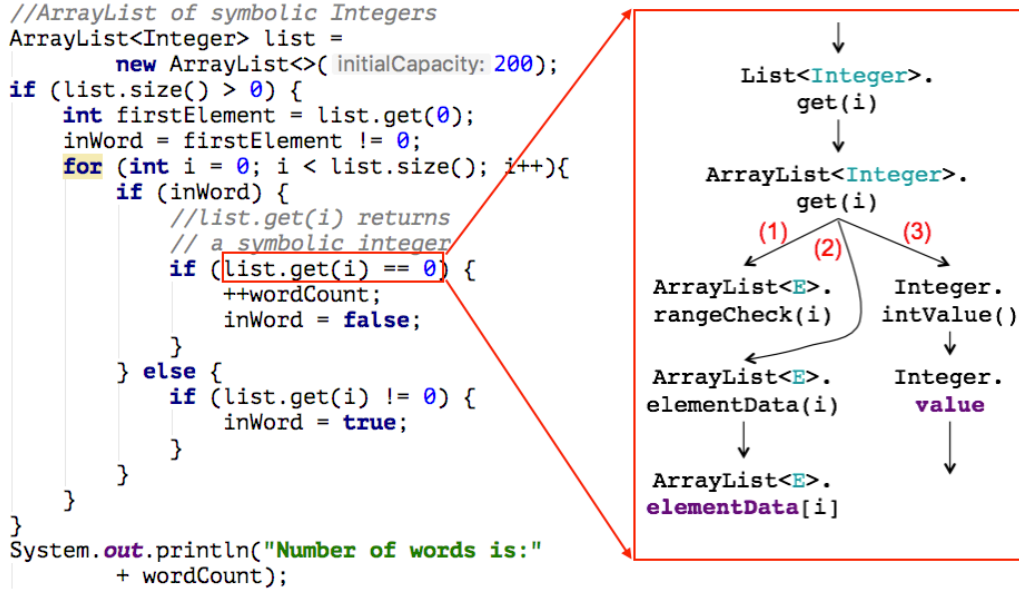 //ArrayList of symbolic Integers
ArrayList<Integer> list =
new ArrayList<>( initialCapacity: 200);
if (list.size() > 0) {
int firstElement = list.get(0);
inWord = firstElement != 0;
for (int i = 0; i < list.size(); i++){
if (inWord) {
//list.get(i) returns
// a symbolic integer
if (list.get(i) == 0) {
++wordCount;
inWord = false;
}
} else {
if (list.get(i) != 0) {
inWord = true;
}
}
}
}
System.out.println("Number of words is:"
+ wordCount);
List<Integer>.
get(i)
ArrayList<Integer>.
get(i)
(1)
(2)
(3)
ArrayList<E>.
rangeCheck(i)
Integer.
intValue()
ArrayList<E>.
elementData(i)
Integer.
value
ArrayList<E>.
elementData[i]